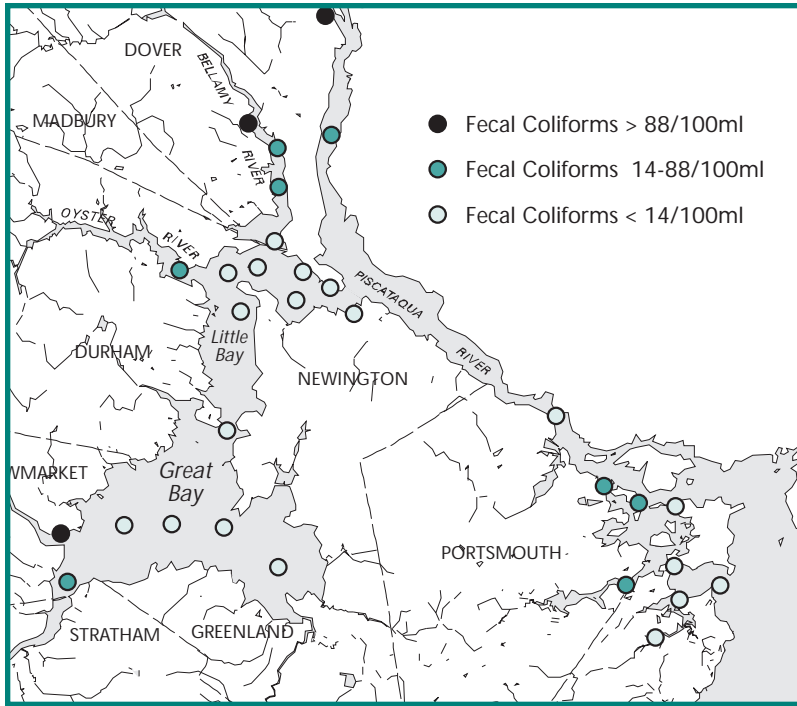 DOVER
BELLAMY
RIVER
MADBURY
Fecal Coliforms > 88/100ml
Fecal Coliforms 14-88/100ml
Fecal Coliforms < 14/100ml
OYSTER
RIVER
PISCATAQUA
RIVER
Little
Bay
DURHAM
NEWINGTON
WMARKET
Great
Bay
PORTSMOUTH
STRATHAM
GREENLAND